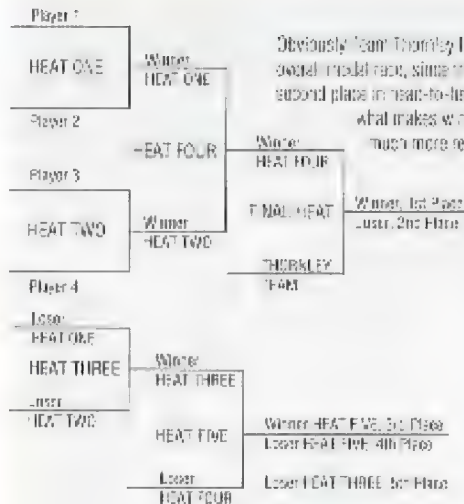 Player 1
HEAT ONE
Player 2
Winner
HEAT ONE
HEAT FOUR
Player 3
HEAT TWO
Player 4
Winner
HEAT TWO
Winner
HEAT FOUR
FINAL HEAT
THORNLEY
TEAM
Winner, 1st Place
Loser, 2nd Place
Obviously Team Thornley
overall medal race, since
second place in head-to-
what makes
much more
Loser
HEAT ONE
HEAT THREE
Loser
HEAT TWO
Winner
HEAT THREE
HEAT FIVE
Loser
HEAT FOUR
Winner HEAT FIVE, 3rd Place
Loser HEAT FIVE, 4th Place
Loser HEAT THREE, 5th Place